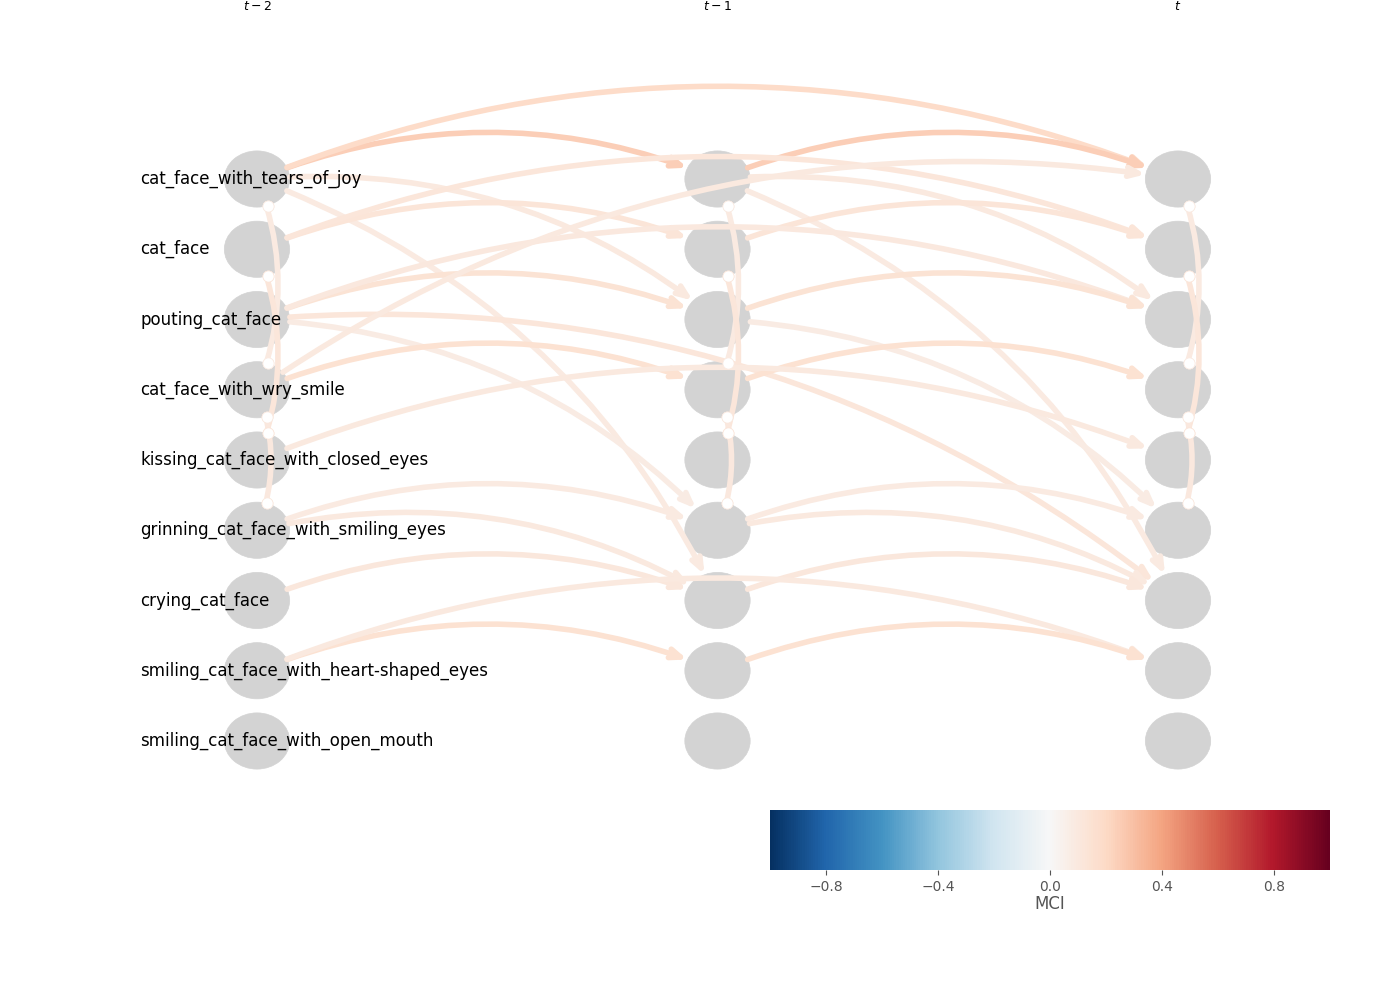 t − 2 t − 1 t
cat_face_with_tears_of_joy
cat_face
pouting_cat_face
cat_face_with_wry_smile
kissing_cat_face_with_closed_eyes
grinning_cat_face_with_smiling_eyes
crying_cat_face
smiling_cat_face_with_heart-shaped_eyes
smiling_cat_face_with_open_mouth
−0.8 −0.4 0.0 0.4 0.8
MCI